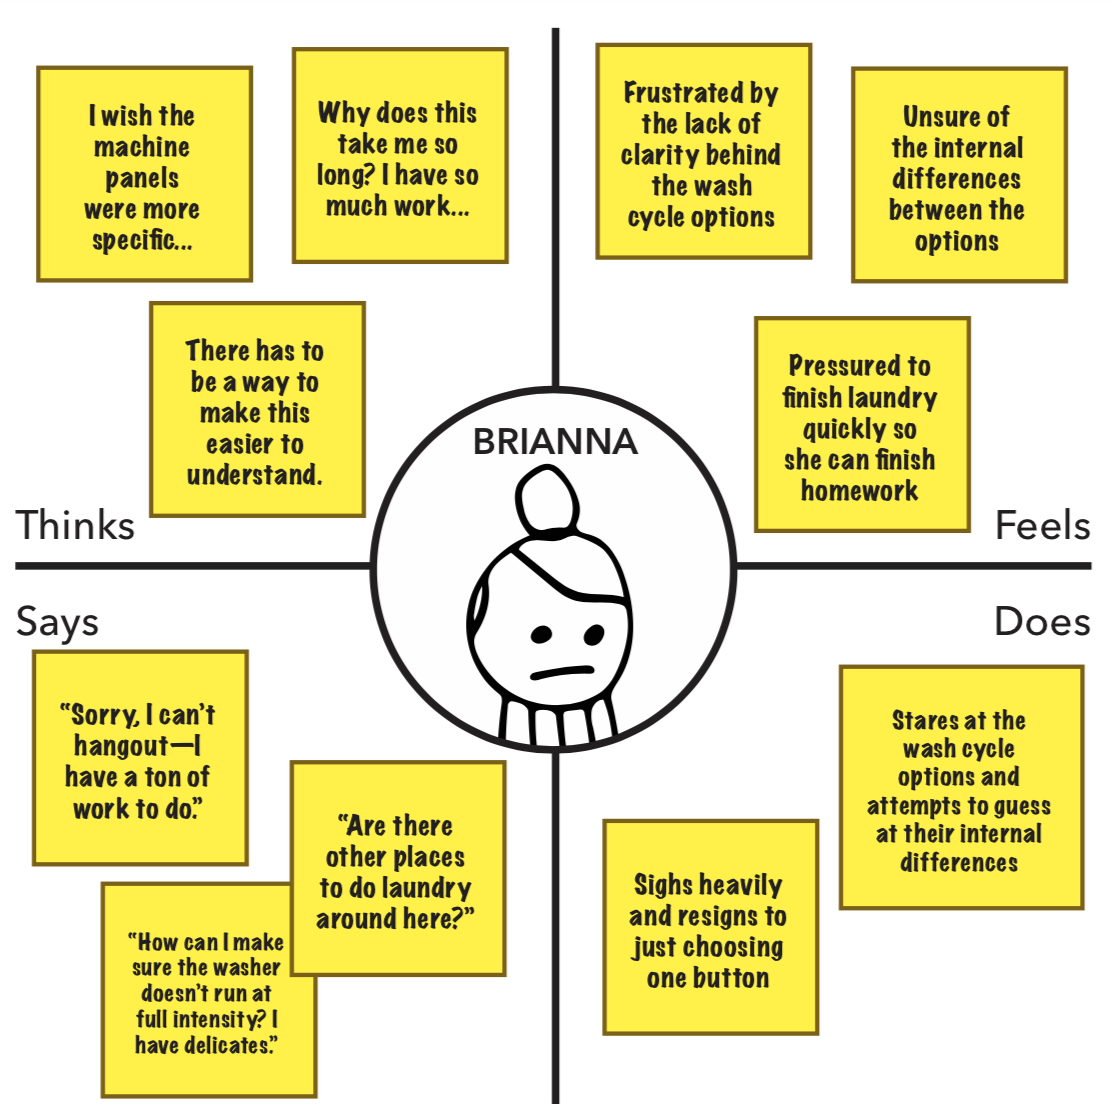 I wish the
machine
panels
were more
specific...
Why does this
take me so
long? I have so
much work...
There has to
be a way to
make this
easier to
understand.
Thinks
Frustrated by
the lack of
clarity behind
the wash
cycle options
Unsure of
the internal
differences
between the
options
Pressured to
finish laundry
quickly so
she can finish
homework
Feels
BRIANNA
Says
“Sorry, I can’t
hangout—I
have a ton of
work to do.”
“Are there
other places
to do laundry
around here?”
“How can I make
sure the washer
doesn’t run at
full intensity? I
have delicates.”
Does
Stares at the
wash cycle
options and
attempts to guess
at their internal
differences
Sighs heavily
and resigns to
just choosing
one button